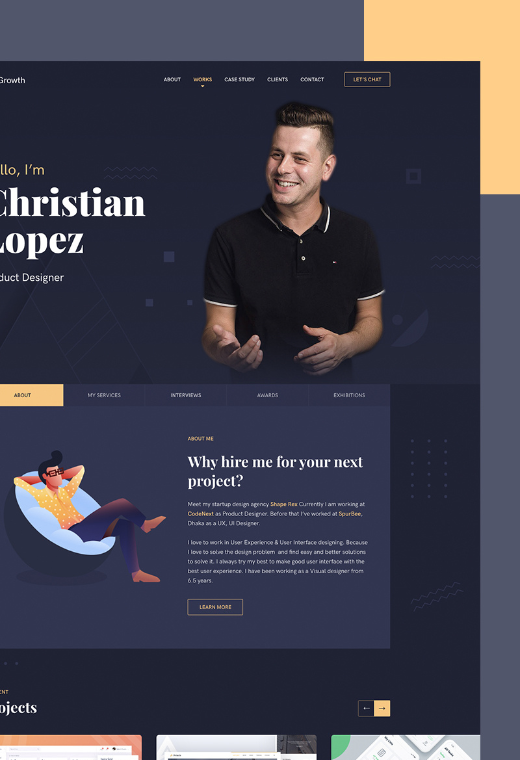 Growth
ABOUT WORKS CASE STUDY CLIENTS CONTACT LET'S CHAT
llo, I'm
Christian
Lopez
duct Designer
ABOUT MY SERVICES INTERVIEWS AWARDS EXHIBITIONS
ABOUT ME
Why hire me for your next
project?
Meet my startup design agency Shape Rex Currently I am working at
CodeNext as Product Designer. Before that I've worked at SpurBee,
Dhaka as a UX, UI Designer.
I love to work in User Experience & User Interface designing. Because
I love to solve the design problem and find easy and better solutions
to solve it. I always try my best to make good user interface with the
best user experience. I have been working as a Visual designer from
6.5 years.
LEARN MORE
ENT
ojects